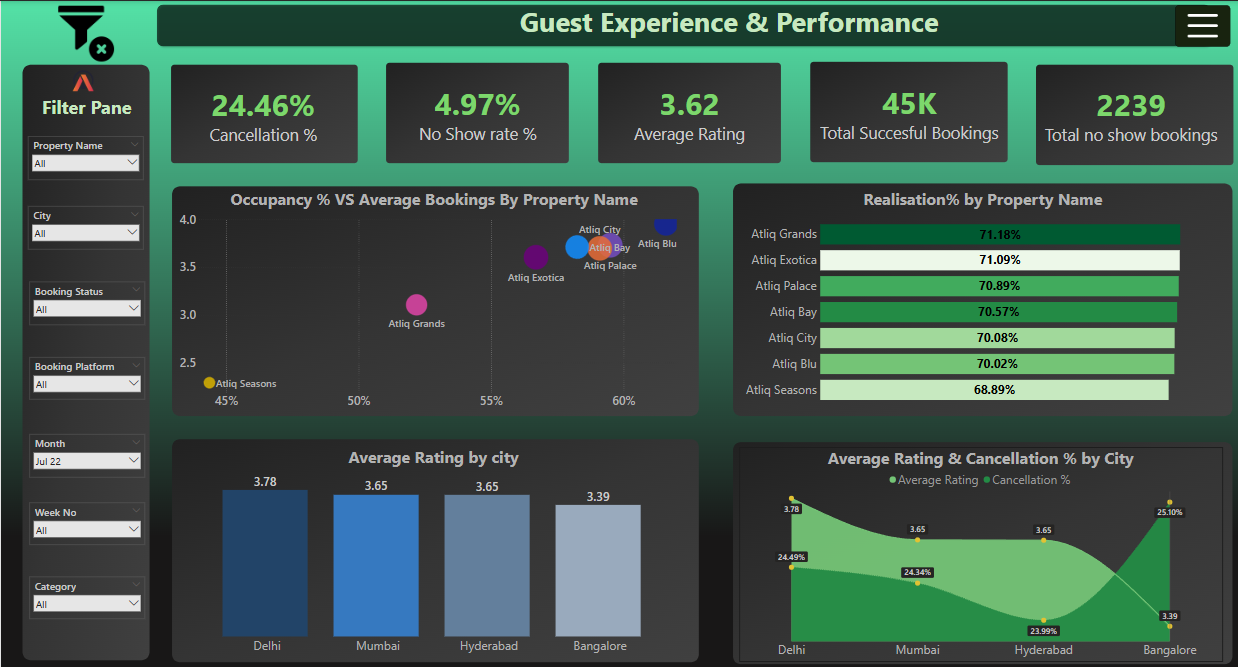 Guest Experience & Performance
Filter Pane
Property Name
All
City
All
Booking Status
All
Booking Platform
All
Month
Jul 22
Week No
All
Category
All
24.46%
Cancellation %
4.97%
No Show rate %
3.62
Average Rating
45K
Total Succesful Bookings
2239
Total no show bookings
Occupancy % VS Average Bookings By Property Name
4.0
3.5
3.0
2.5
Atliq City
Atliq Bay
Atliq Blu
Atliq Palace
Atliq Exotica
Atliq Grands
Atliq Seasons
45%
50%
55%
60%
Realisation% by Property Name
Atliq Grands 71.18%
Atliq Exotica 71.09%
Atliq Palace 70.89%
Atliq Bay 70.57%
Atliq City 70.08%
Atliq Blu 70.02%
Atliq Seasons 68.89%
Average Rating by city
3.78
3.65
3.65
3.39
Delhi
Mumbai
Hyderabad
Bangalore
Average Rating & Cancellation % by City
Average Rating
Cancellation %
3.78
3.65
3.65
25.10%
24.49%
24.34%
23.99%
3.39
Delhi
Mumbai
Hyderabad
Bangalore